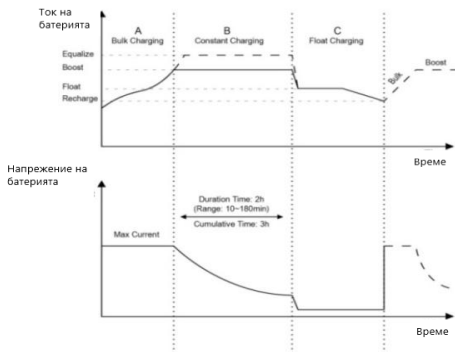 Ток на
батерията
A
Bulk Charging
B
Constant Charging
C
Float Charging
Equalize
Boost
Float
Recharge
Bulk
Boost
Време
Напрежение на
батерията
Duration Time: 2h
(Range: 10~180min)
Cumulative Time: 3h
Max Current
Време